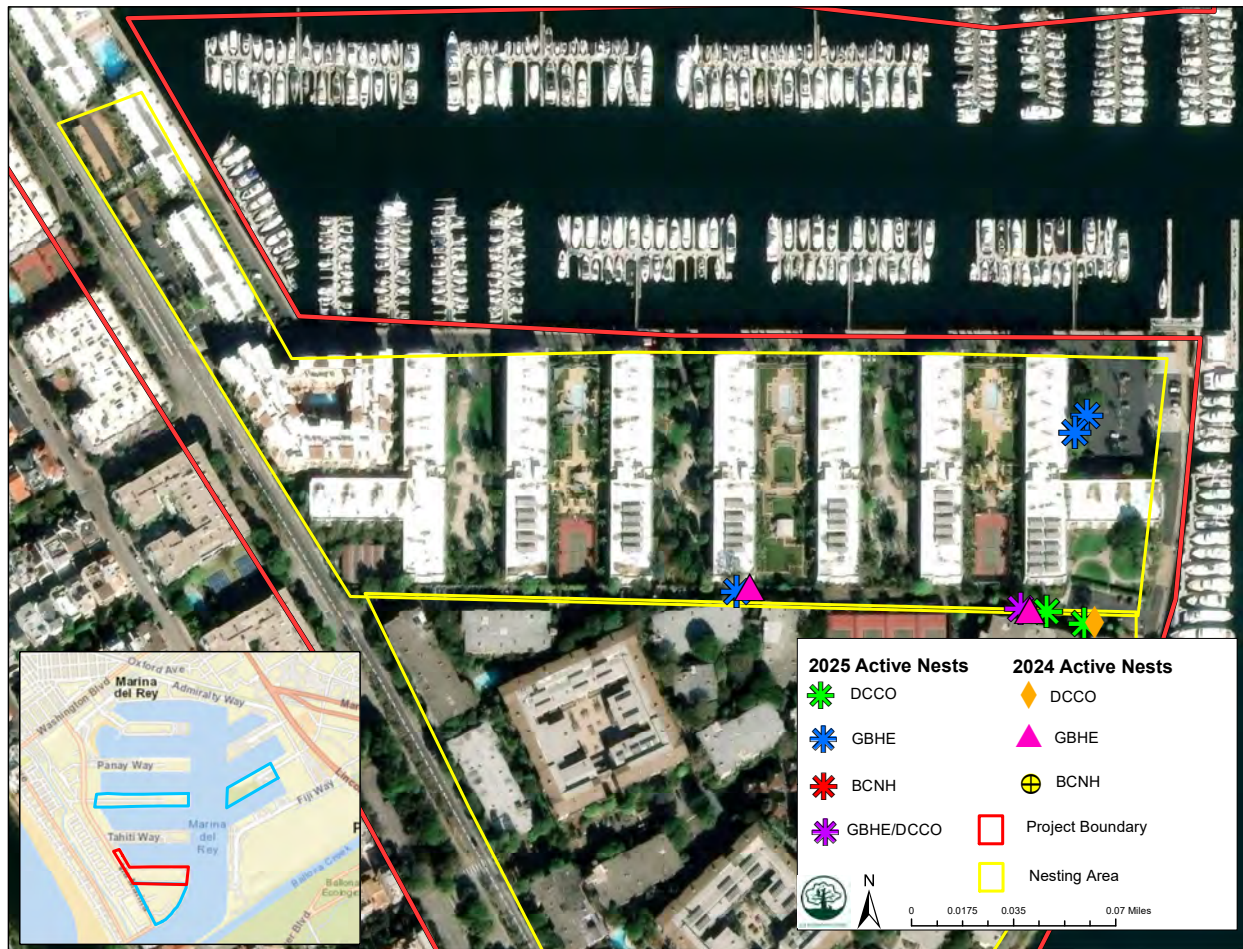 Oxford Ave
Marina
del Rey
Washington Blvd
Admiralty Way
Panay Way
Fiji Way
Marina
del
Rey
Tahiti Way
Ballona Creek
2025 Active Nests
2024 Active Nests
DCCO
DCCO
GBHE
GBHE
BCNH
BCNH
GBHE/DCCO
Project Boundary
Nesting Area
N
0
0.0175
0.035
0.07 Miles